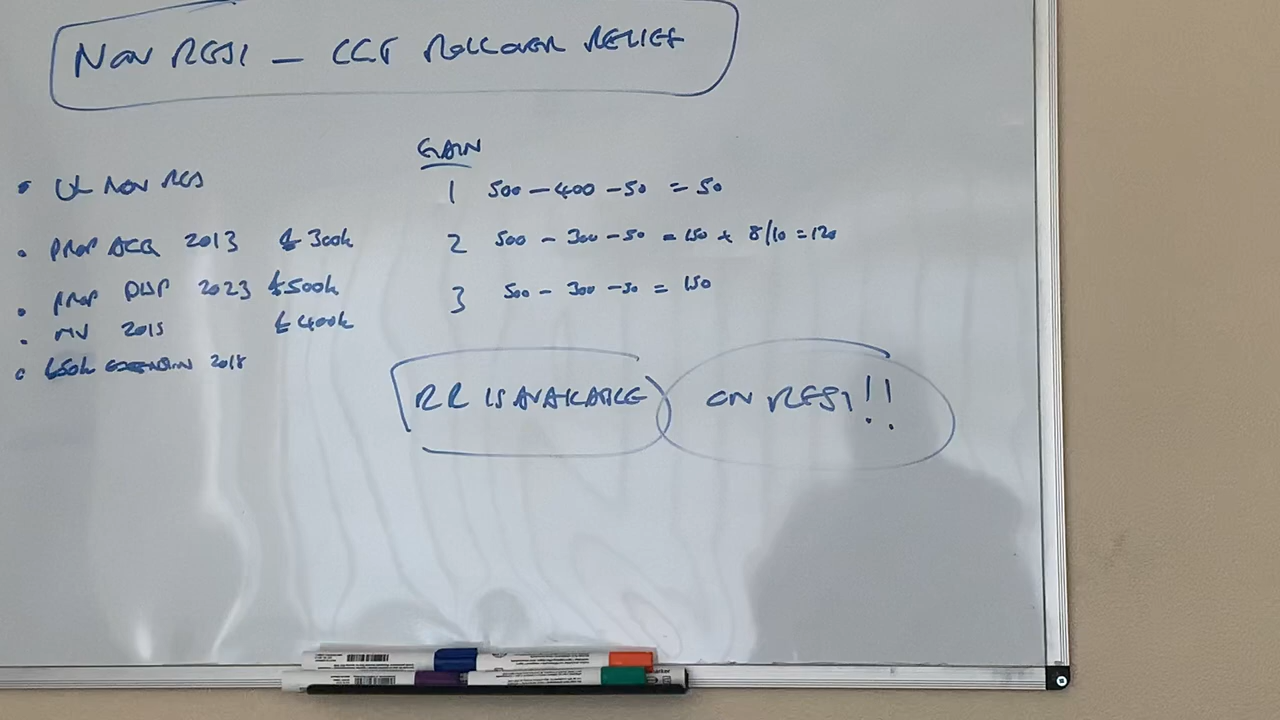 NON RESI - CGT ROLLOVER RELIEF
GAIN
• UK NON RES
1 500 - 400 - 50 = 50
• PROP ACQ 2013 £300k
2 500 - 300 - 50 = 150 x 8/10 = 120
• PROP DISP 2023 £500k
3 500 - 300 - 50 = 150
• MV 2015 £400k
• £50k EXTENSION 2018
RR IS AVAILABLE ON RESI!!